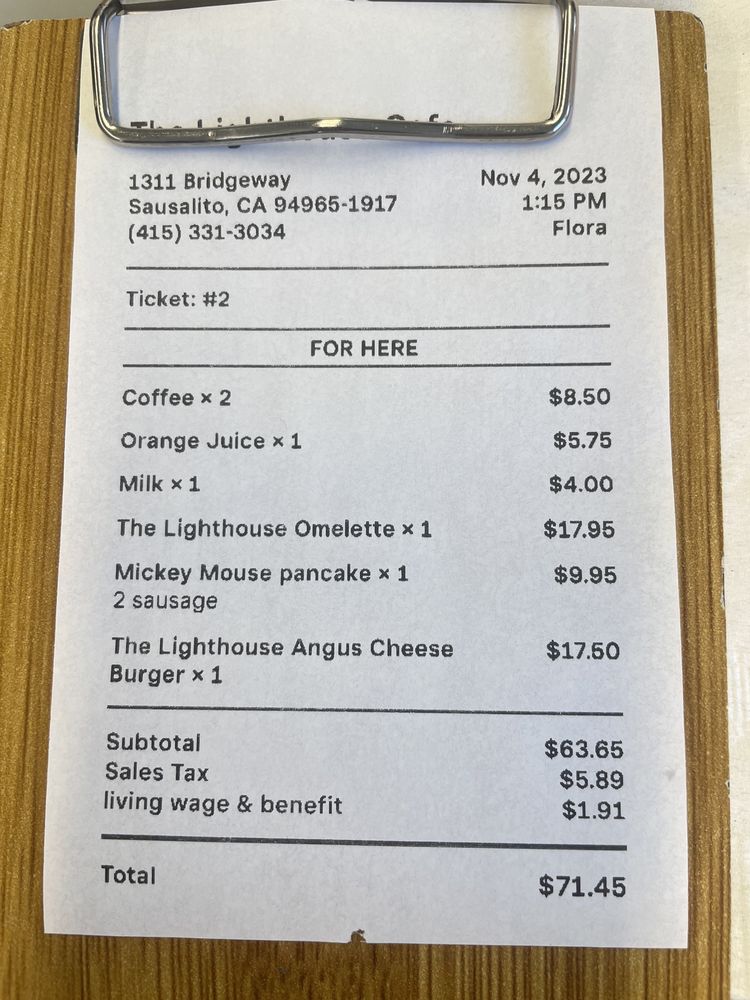 The Lighthouse Cafe
1311 Bridgeway Nov 4, 2023
Sausalito, CA 94965-1917 1:15 PM
(415) 331-3034 Flora
Ticket: #2
FOR HERE
Coffee × 2 $8.50
Orange Juice × 1 $5.75
Milk × 1 $4.00
The Lighthouse Omelette × 1 $17.95
Mickey Mouse pancake × 1 $9.95
2 sausage
The Lighthouse Angus Cheese $17.50
Burger × 1
Subtotal $63.65
Sales Tax $5.89
living wage & benefit $1.91
Total $71.45